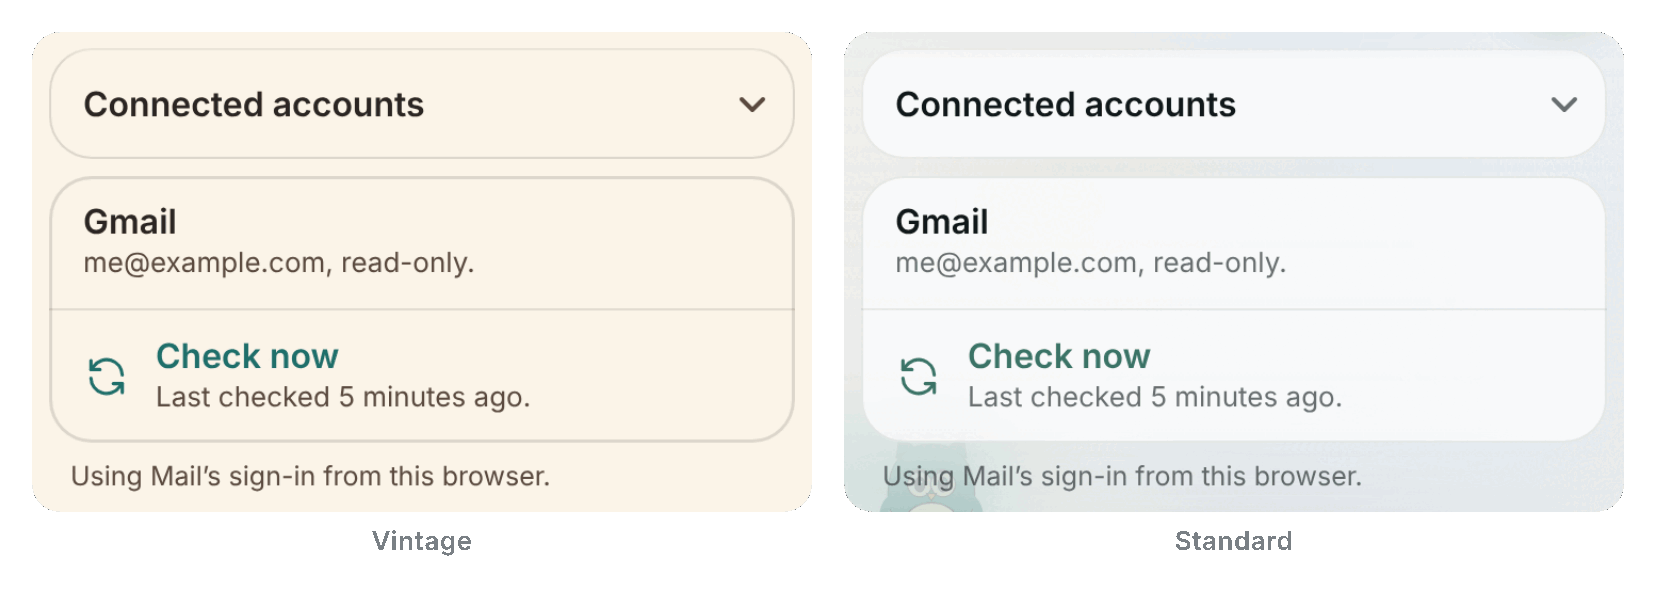 Connected accounts
Gmail
me@example.com, read-only.
Check now
Last checked 5 minutes ago.
Using Mail’s sign-in from this browser.
Vintage
Connected accounts
Gmail
me@example.com, read-only.
Check now
Last checked 5 minutes ago.
Using Mail’s sign-in from this browser.
Standard